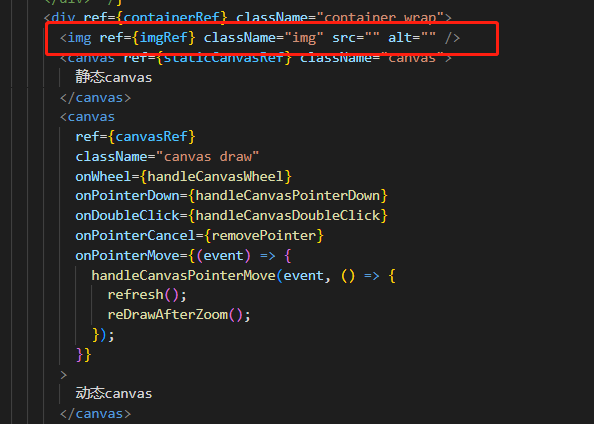 </div> */}
<div ref={containerRef} className="container wrap">
<img ref={imgRef} className="img" src="" alt="" />
<canvas ref={staticCanvasRef} className="canvas">
静态canvas
</canvas>
<canvas
ref={canvasRef}
className="canvas draw"
onWheel={handleCanvasWheel}
onPointerDown={handleCanvasPointerDown}
onDoubleClick={handleCanvasDoubleClick}
onPointerCancel={removePointer}
onPointerMove={(event) => {
handleCanvasPointerMove(event, () => {
refresh();
reDrawAfterZoom();
});
}}
>
动态canvas
</canvas>